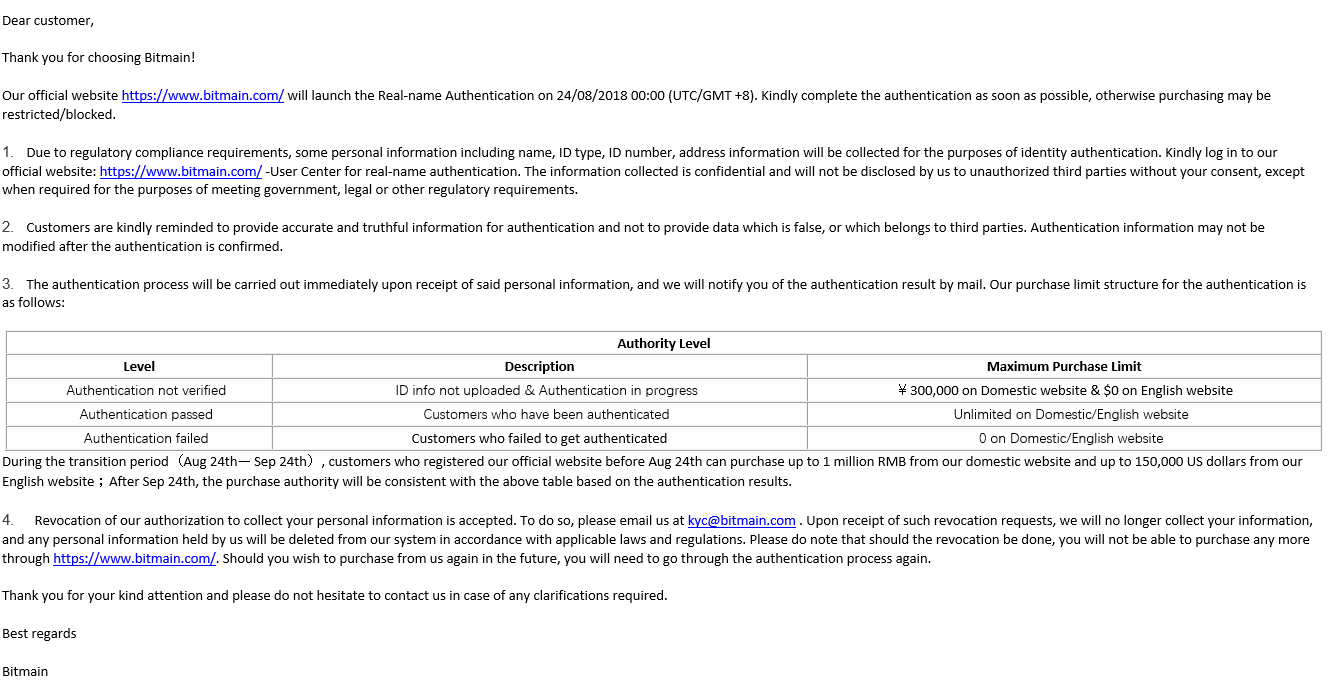 Dear customer,
Thank you for choosing Bitmain!
Our official website https://www.bitmain.com/ will launch the Real-name Authentication on 24/08/2018 00:00 (UTC/GMT +8). Kindly complete the authentication as soon as possible, otherwise purchasing may be
restricted/blocked.
1. Due to regulatory compliance requirements, some personal information including name, ID type, ID number, address information will be collected for the purposes of identity authentication. Kindly log in to our
official website: https://www.bitmain.com/ -User Center for real-name authentication. The information collected is confidential and will not be disclosed by us to unauthorized third parties without your consent, except
when required for the purposes of meeting government, legal or other regulatory requirements.
2. Customers are kindly reminded to provide accurate and truthful information for authentication and not to provide data which is false, or which belongs to third parties. Authentication information may not be
modified after the authentication is confirmed.
3. The authentication process will be carried out immediately upon receipt of said personal information, and we will notify you of the authentication result by mail. Our purchase limit structure for the authentication is
as follows:
Authority Level
Level Description Maximum Purchase Limit
Authentication not verified ID info not uploaded & Authentication in progress ¥ 300,000 on Domestic website & $0 on English website
Authentication passed Customers who have been authenticated Unlimited on Domestic/English website
Authentication failed Customers who failed to get authenticated 0 on Domestic/English website
During the transition period（Aug 24th— Sep 24th）, customers who registered our official website before Aug 24th can purchase up to 1 million RMB from our domestic website and up to 150,000 US dollars from our
English website；After Sep 24th, the purchase authority will be consistent with the above table based on the authentication results.
4. Revocation of our authorization to collect your personal information is accepted. To do so, please email us at kyc@bitmain.com . Upon receipt of such revocation requests, we will no longer collect your information,
and any personal information held by us will be deleted from our system in accordance with applicable laws and regulations. Please do note that should the revocation be done, you will not be able to purchase any more
through https://www.bitmain.com/. Should you wish to purchase from us again in the future, you will need to go through the authentication process again.
Thank you for your kind attention and please do not hesitate to contact us in case of any clarifications required.
Best regards
Bitmain